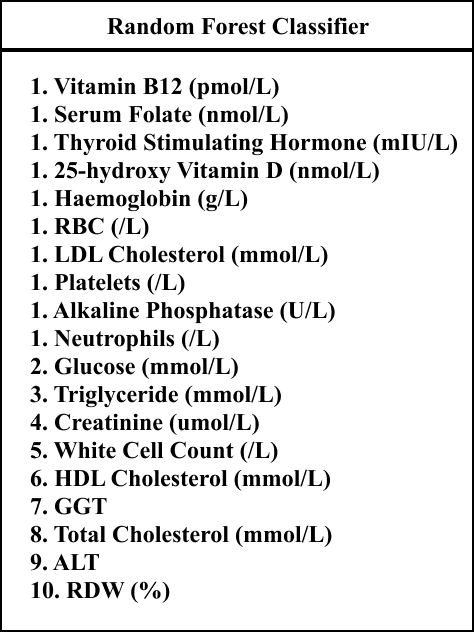 Random Forest Classifier
1. Vitamin B12 (pmol/L)
1. Serum Folate (nmol/L)
1. Thyroid Stimulating Hormone (mIU/L)
1. 25-hydroxy Vitamin D (nmol/L)
1. Haemoglobin (g/L)
1. RBC (/L)
1. LDL Cholesterol (mmol/L)
1. Platelets (/L)
1. Alkaline Phosphatase (U/L)
1. Neutrophils (/L)
2. Glucose (mmol/L)
3. Triglyceride (mmol/L)
4. Creatinine (umol/L)
5. White Cell Count (/L)
6. HDL Cholesterol (mmol/L)
7. GGT
8. Total Cholesterol (mmol/L)
9. ALT
10. RDW (%)